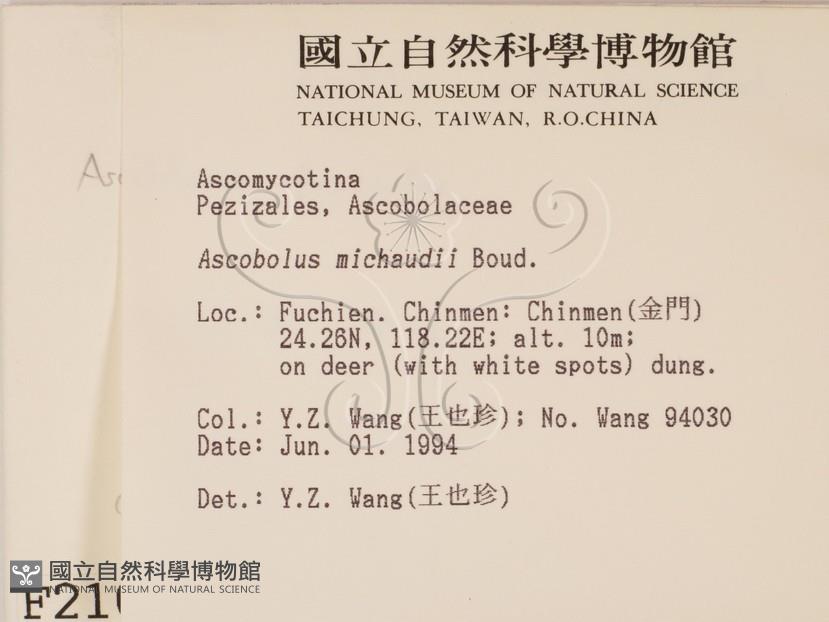 國立自然科學博物館
NATIONAL MUSEUM OF NATURAL SCIENCE
TAICHUNG, TAIWAN, R.O.CHINA
Asc
Ascomycotina
Pezizales, Ascobolaceae
Ascobolus michaudii Boud.
Loc.: Fuchien. Chinmen: Chinmen(金門)
24.26N, 118.22E; alt. 10m;
on deer (with white spots) dung.
Col.: Y.Z. Wang(王也珍); No. Wang 94030
Date: Jun. 01. 1994
Det.: Y.Z. Wang(王也珍)
國立自然科學博物館
NATIONAL MUSEUM OF NATURAL SCIENCE
F21